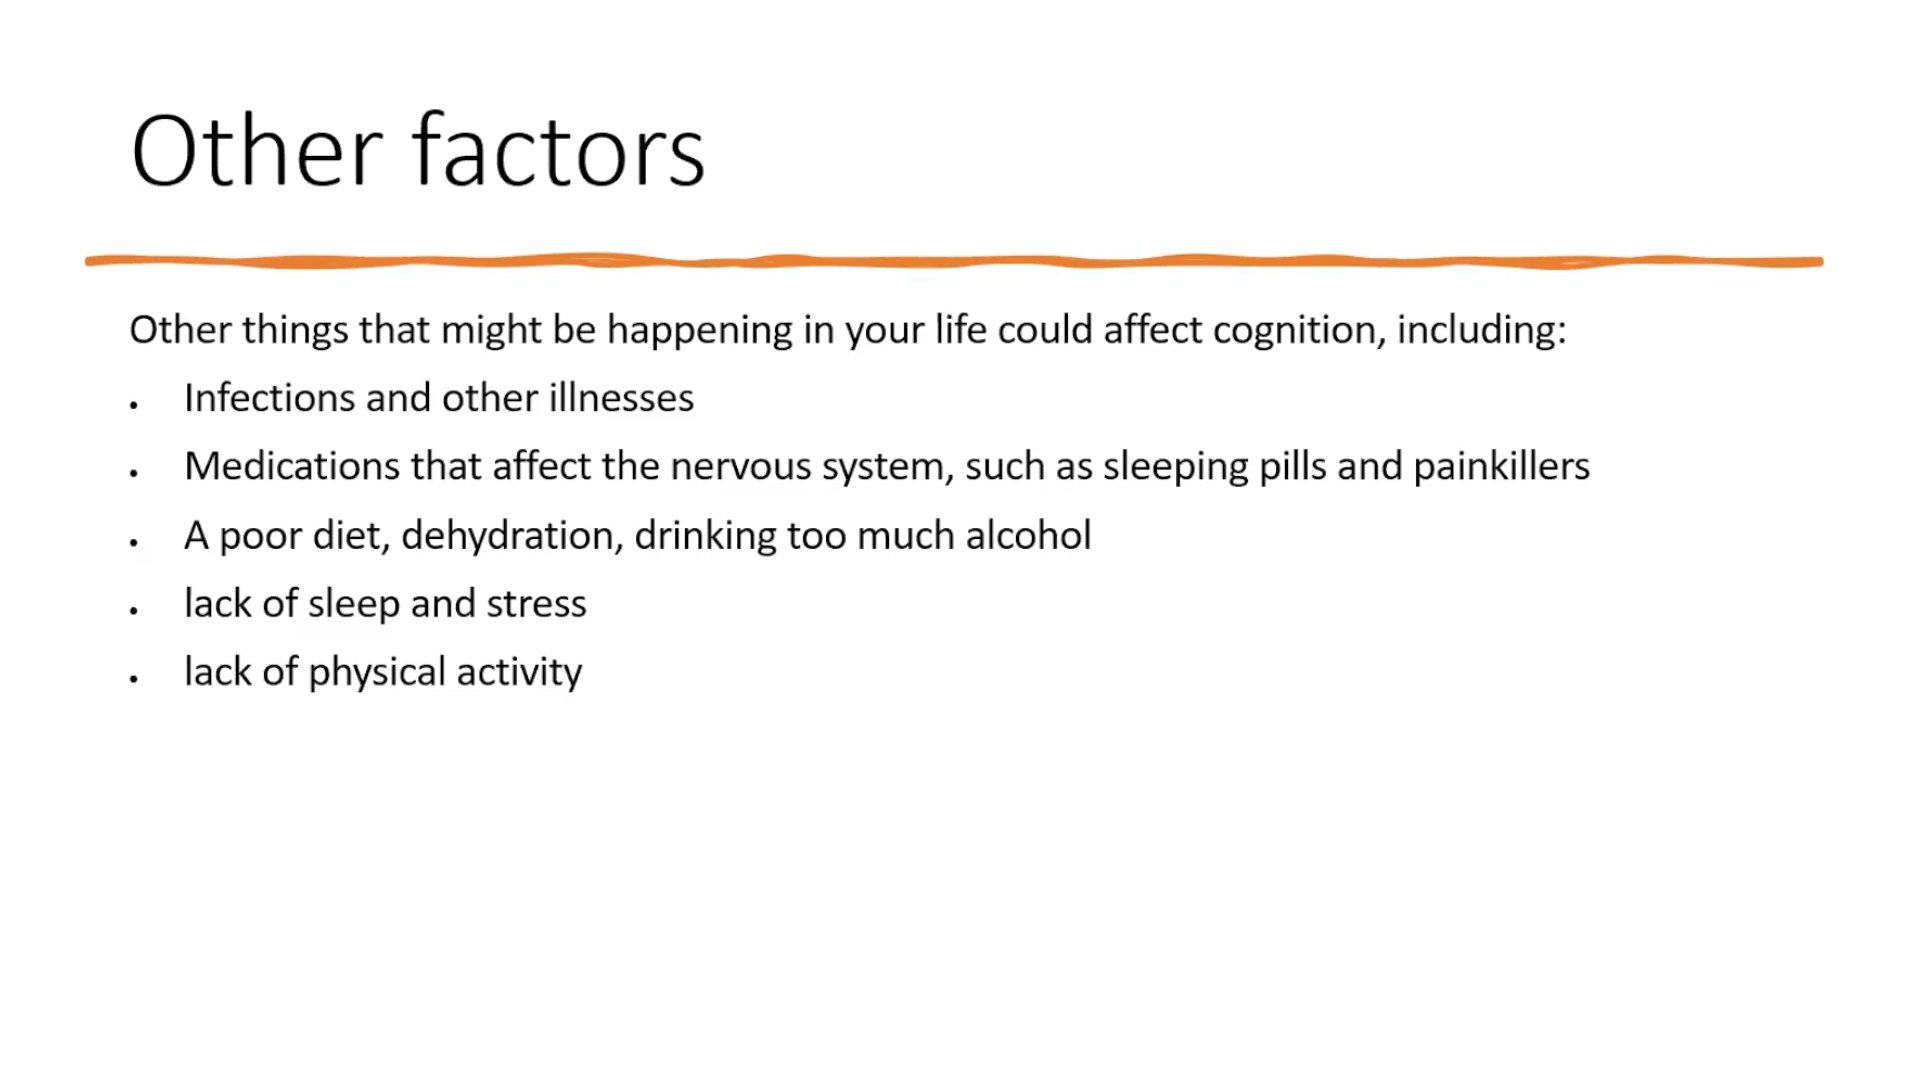 Other factors
Other things that might be happening in your life could affect cognition, including:
• Infections and other illnesses
• Medications that affect the nervous system, such as sleeping pills and painkillers
• A poor diet, dehydration, drinking too much alcohol
• lack of sleep and stress
• lack of physical activity